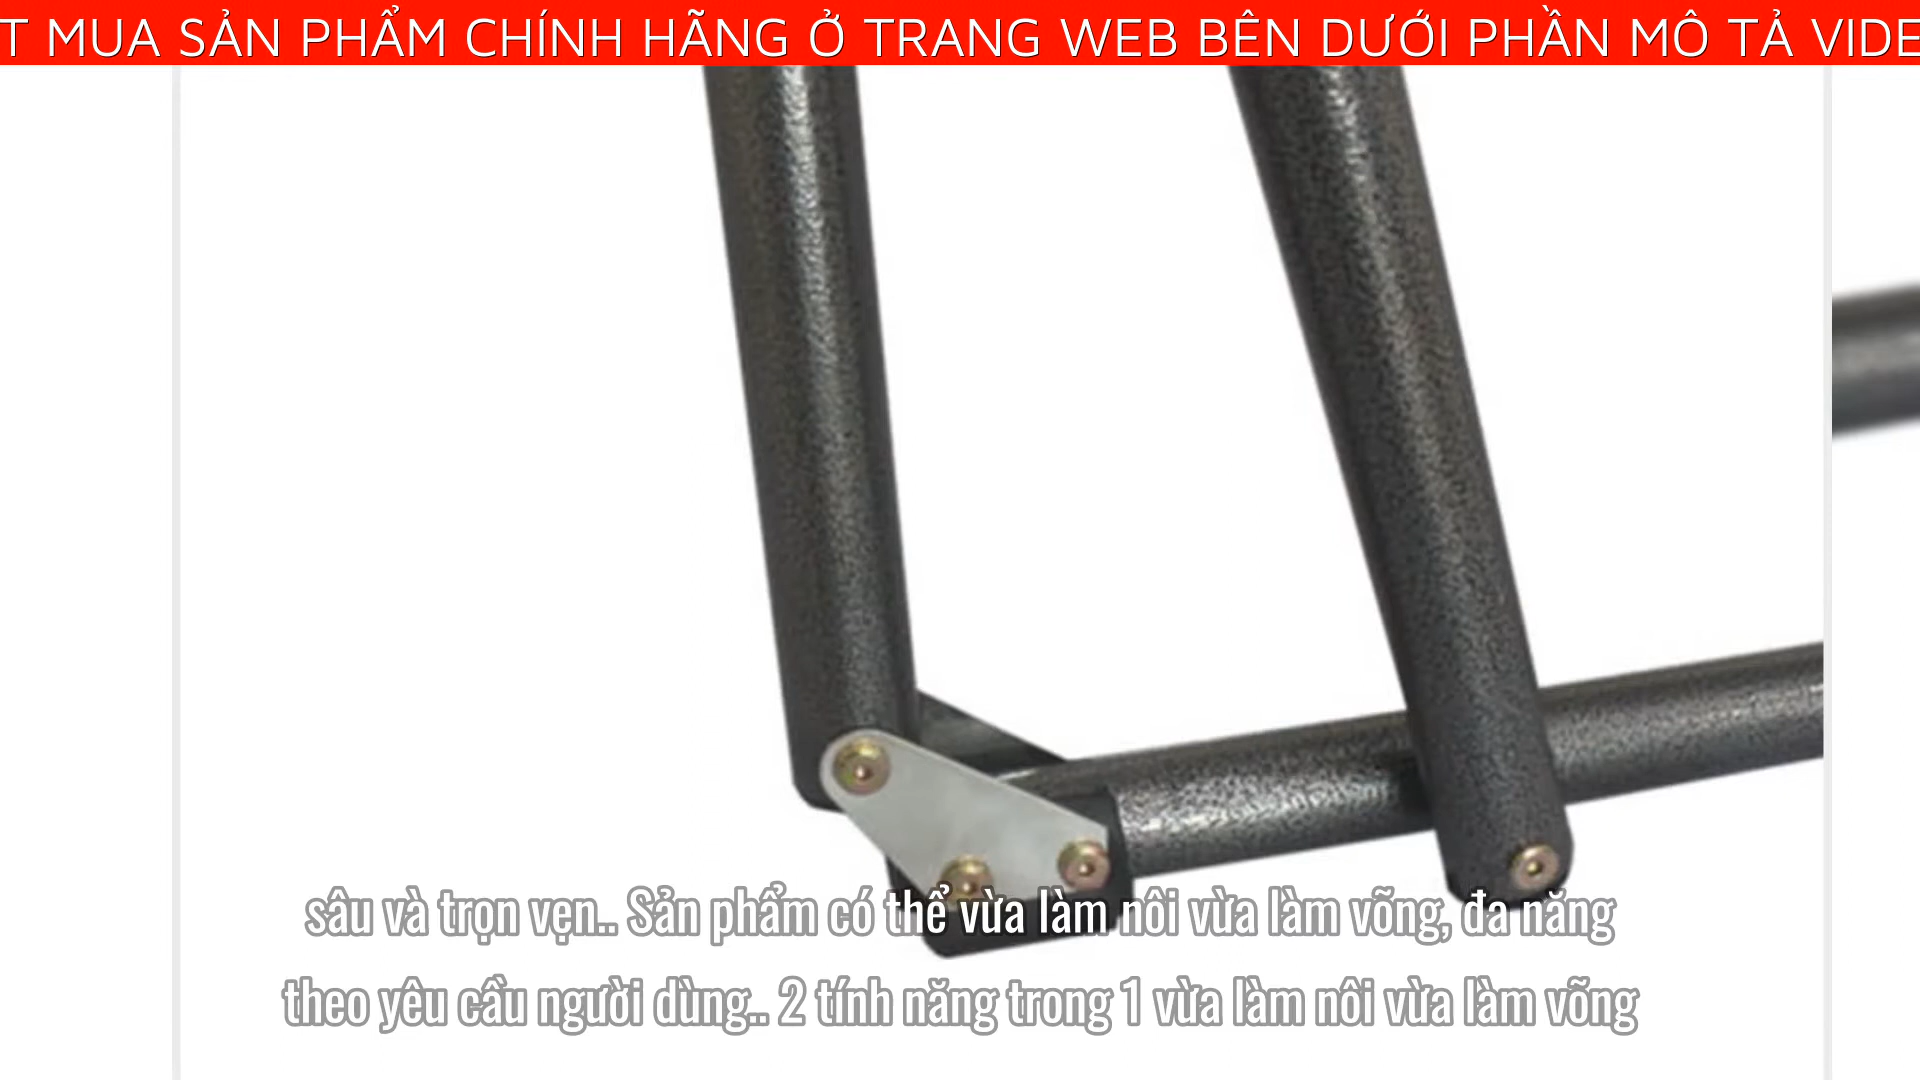 T MUA SẢN PHẨM CHÍNH HÃNG Ở TRANG WEB BÊN DƯỚI PHẦN MÔ TẢ VIDE
sâu và trọn vẹn.. Sản phẩm có thể vừa làm nôi vừa làm võng, đa năng
theo yêu cầu người dùng.. 2 tính năng trong 1 vừa làm nôi vừa làm võng